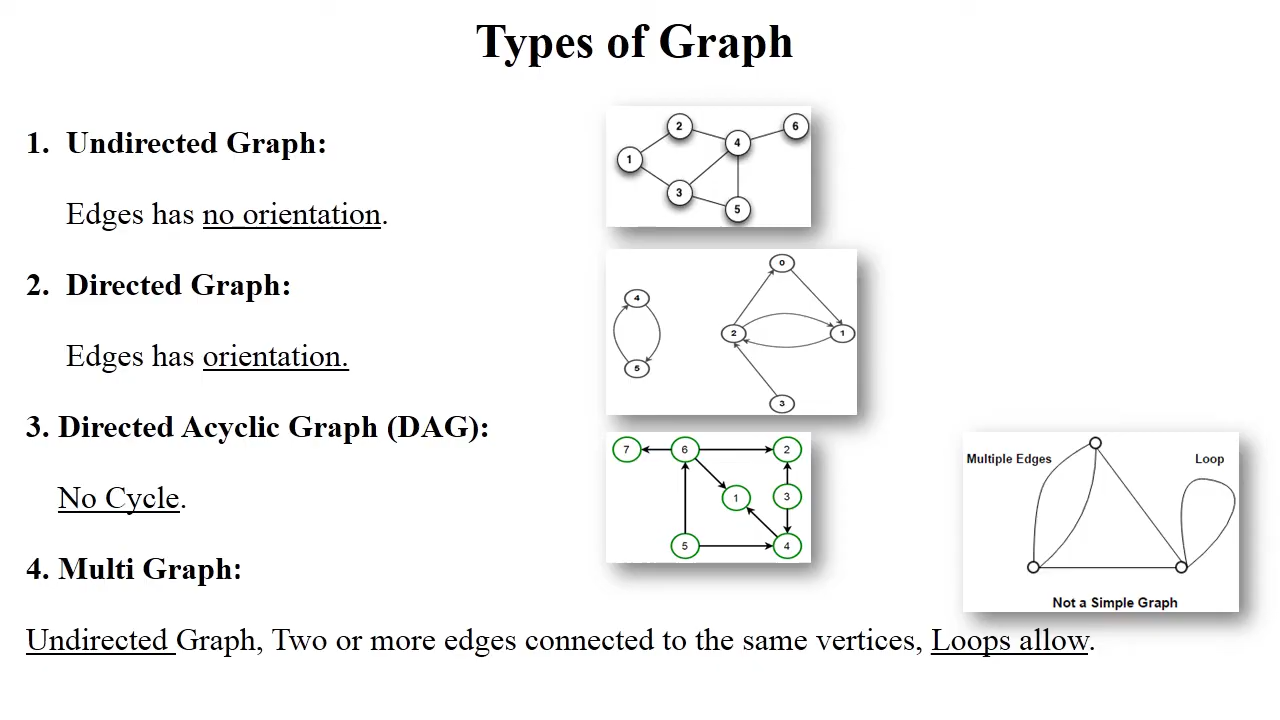 Types of Graph
1. Undirected Graph:
Edges has no orientation.
2. Directed Graph:
Edges has orientation.
3. Directed Acyclic Graph (DAG):
No Cycle.
4. Multi Graph:
Undirected Graph, Two or more edges connected to the same vertices, Loops allow.
2
6
4
1
3
5
0
4
2
1
5
3
7
6
2
1
3
5
4
Multiple Edges
Loop
Not a Simple Graph